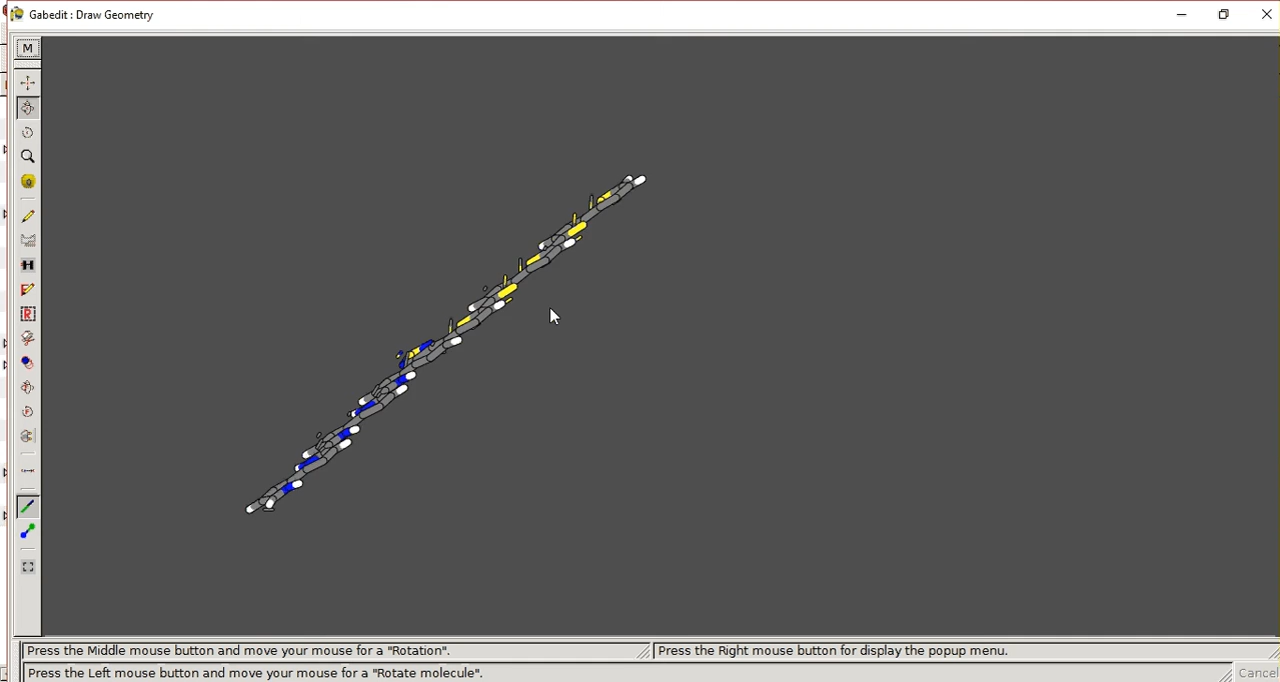 Gabedit : Draw Geometry
M
Press the Middle mouse button and move your mouse for a "Rotation".
Press the Right mouse button for display the popup menu.
Press the Left mouse button and move your mouse for a "Rotate molecule".
Cancel